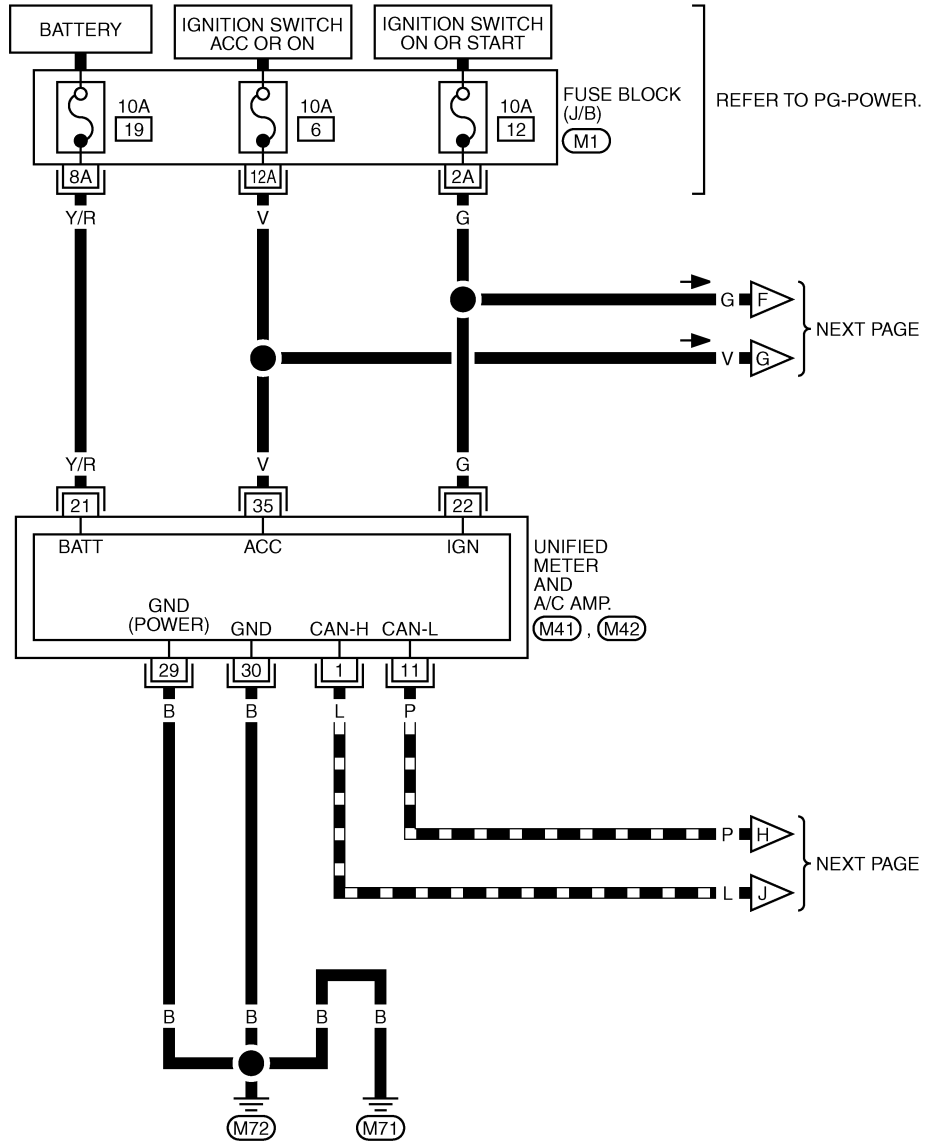 BATTERY
IGNITION SWITCH
ACC OR ON
IGNITION SWITCH
ON OR START
10A
19
10A
6
10A
12
FUSE BLOCK
(J/B)
M1
REFER TO PG-POWER.
8A
12A
2A
Y/R
V
G
G
F
V
G
NEXT PAGE
Y/R
V
G
21
35
22
BATT
ACC
IGN
UNIFIED
METER
AND
A/C AMP.
M41 , M42
GND
(POWER)
GND
CAN-H
CAN-L
29
30
1
11
B
B
L
P
P
H
L
J
NEXT PAGE
B
B
B
B
M72
M71